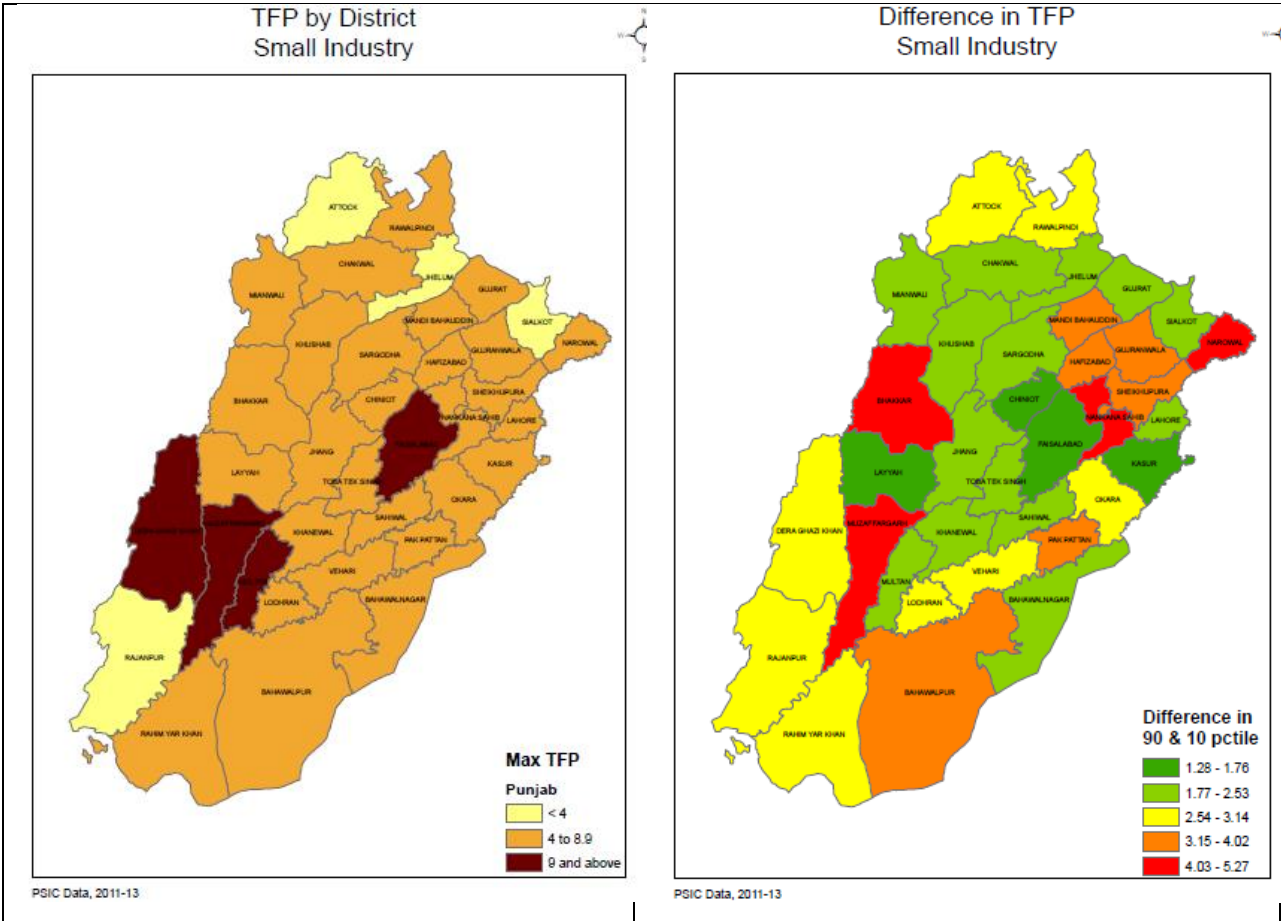 TFP by District
Small Industry
W
S
ATTOCK
RAWALPINDI
CHAKWAL
JHELUM
MIANWALI
GUJRAT
MANDI BAHAUDDIN
SIALKOT
KHUSHAB
NAROWAL
SARGODHA
GUJRANWALA
HAFIZABAD
SHEIKHUPURA
BHAKKAR
CHINIOT
NANKANA SAHIB
LAHORE
FAISALABAD
JHANG
KASUR
LAYYAH
TOBA TEK SINGH
OKARA
DERA GHAZI KHAN
MUZAFFARGARH
SAHIWAL
KHANEWAL
PAK PATTAN
VEHARI
MULTAN
LODHRAN
BAHAWALNAGAR
RAJANPUR
BAHAWALPUR
RAHIM YAR KHAN
Max TFP
Punjab
< 4
4 to 8.9
9 and above
PSIC Data, 2011-13
Difference in TFP
Small Industry
W
ATTOCK
RAWALPINDI
CHAKWAL
JHELUM
MIANWALI
GUJRAT
SIALKOT
MANDI BAHAUDDIN
KHUSHAB
NAROWAL
SARGODHA
GUJRANWALA
HAFIZABAD
SHEIKHUPURA
BHAKKAR
CHINIOT
NANKANA SAHIB
LAHORE
FAISALABAD
JHANG
KASUR
LAYYAH
TOBA TEK SINGH
OKARA
SAHIWAL
MUZAFFARGARH
DERA GHAZI KHAN
KHANEWAL
PAK PATTAN
VEHARI
MULTAN
LODHRAN
BAHAWALNAGAR
RAJANPUR
BAHAWALPUR
RAHIM YAR KHAN
Difference in
90 & 10 pctile
1.28 - 1.76
1.77 - 2.53
2.54 - 3.14
3.15 - 4.02
4.03 - 5.27
PSIC Data, 2011-13